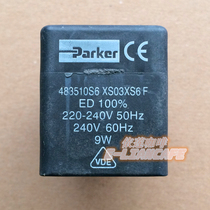 Parker CE
483510S6 XS03XS6 F
ED 100%
220-240V 50Hz
240V 60Hz
9W
VDE